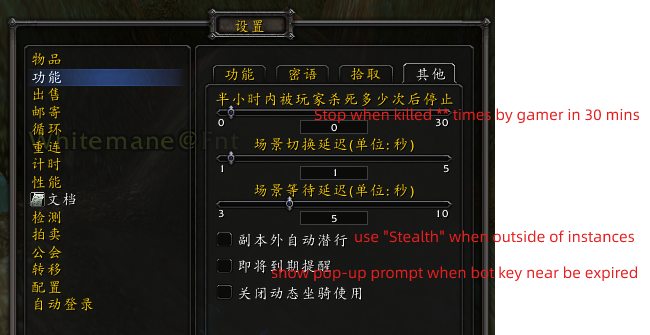 设置
物品
功能
出售
邮寄
循环
重连
计时
性能
文档
检测
拍卖
公会
转移
配置
自动登录
Whitemane@Fnt
功能 密语 拾取 其他
半小时内被玩家杀死多少次后停止
Stop when killed ** times by gamer in 30 mins
0 0 30
场景切换延迟(单位:秒)
1 1 5
场景等待延迟(单位:秒)
3 5 10
副本外自动潜行
use "Stealth" when outside of instances
即将到期提醒
show pop-up prompt when bot key near be expired
关闭动态坐骑使用